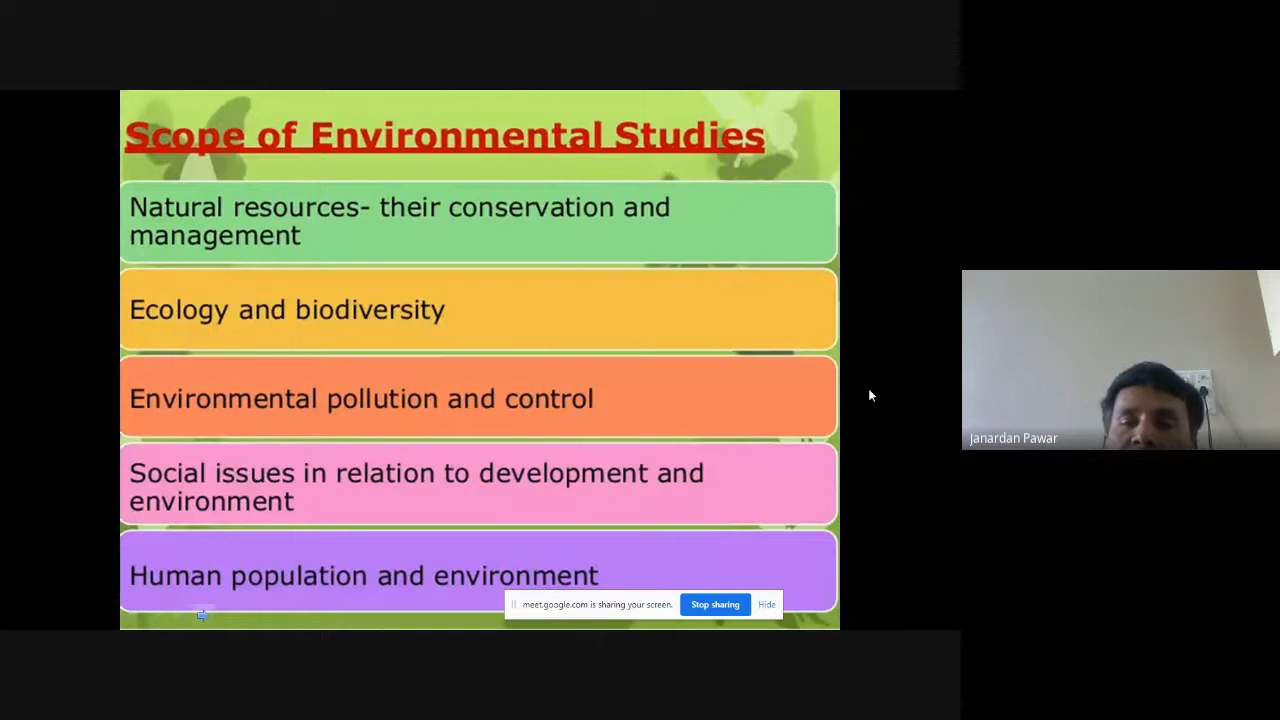 Scope of Environmental Studies
Natural resources- their conservation and
management
Ecology and biodiversity
Environmental pollution and control
Social issues in relation to development and
environment
Human population and environment
meet.google.com is sharing your screen.
Stop sharing
Hide
Janardan Pawar